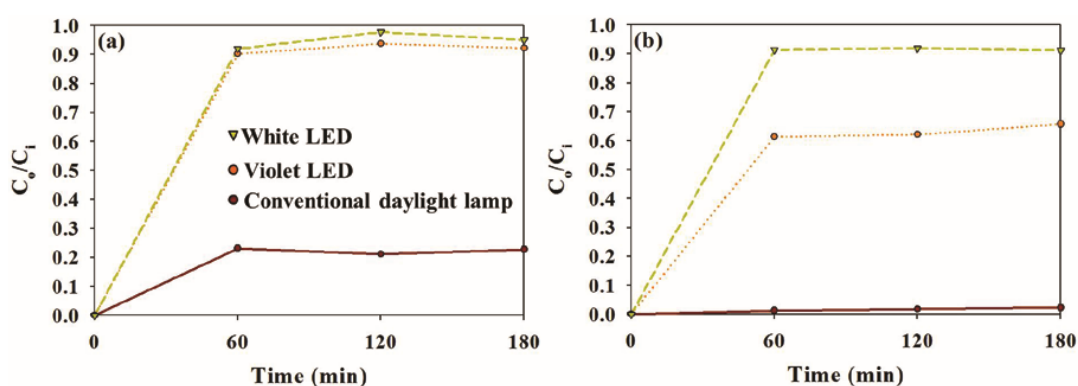 (a)
C₀/Cᵢ
1.0
0.9
0.8
0.7
0.6
0.5
0.4
0.3
0.2
0.1
0.0
White LED
Violet LED
Conventional daylight lamp
0 60 120 180
Time (min)
(b)
C₀/Cᵢ
1.0
0.9
0.8
0.7
0.6
0.5
0.4
0.3
0.2
0.1
0.0
0 60 120 180
Time (min)